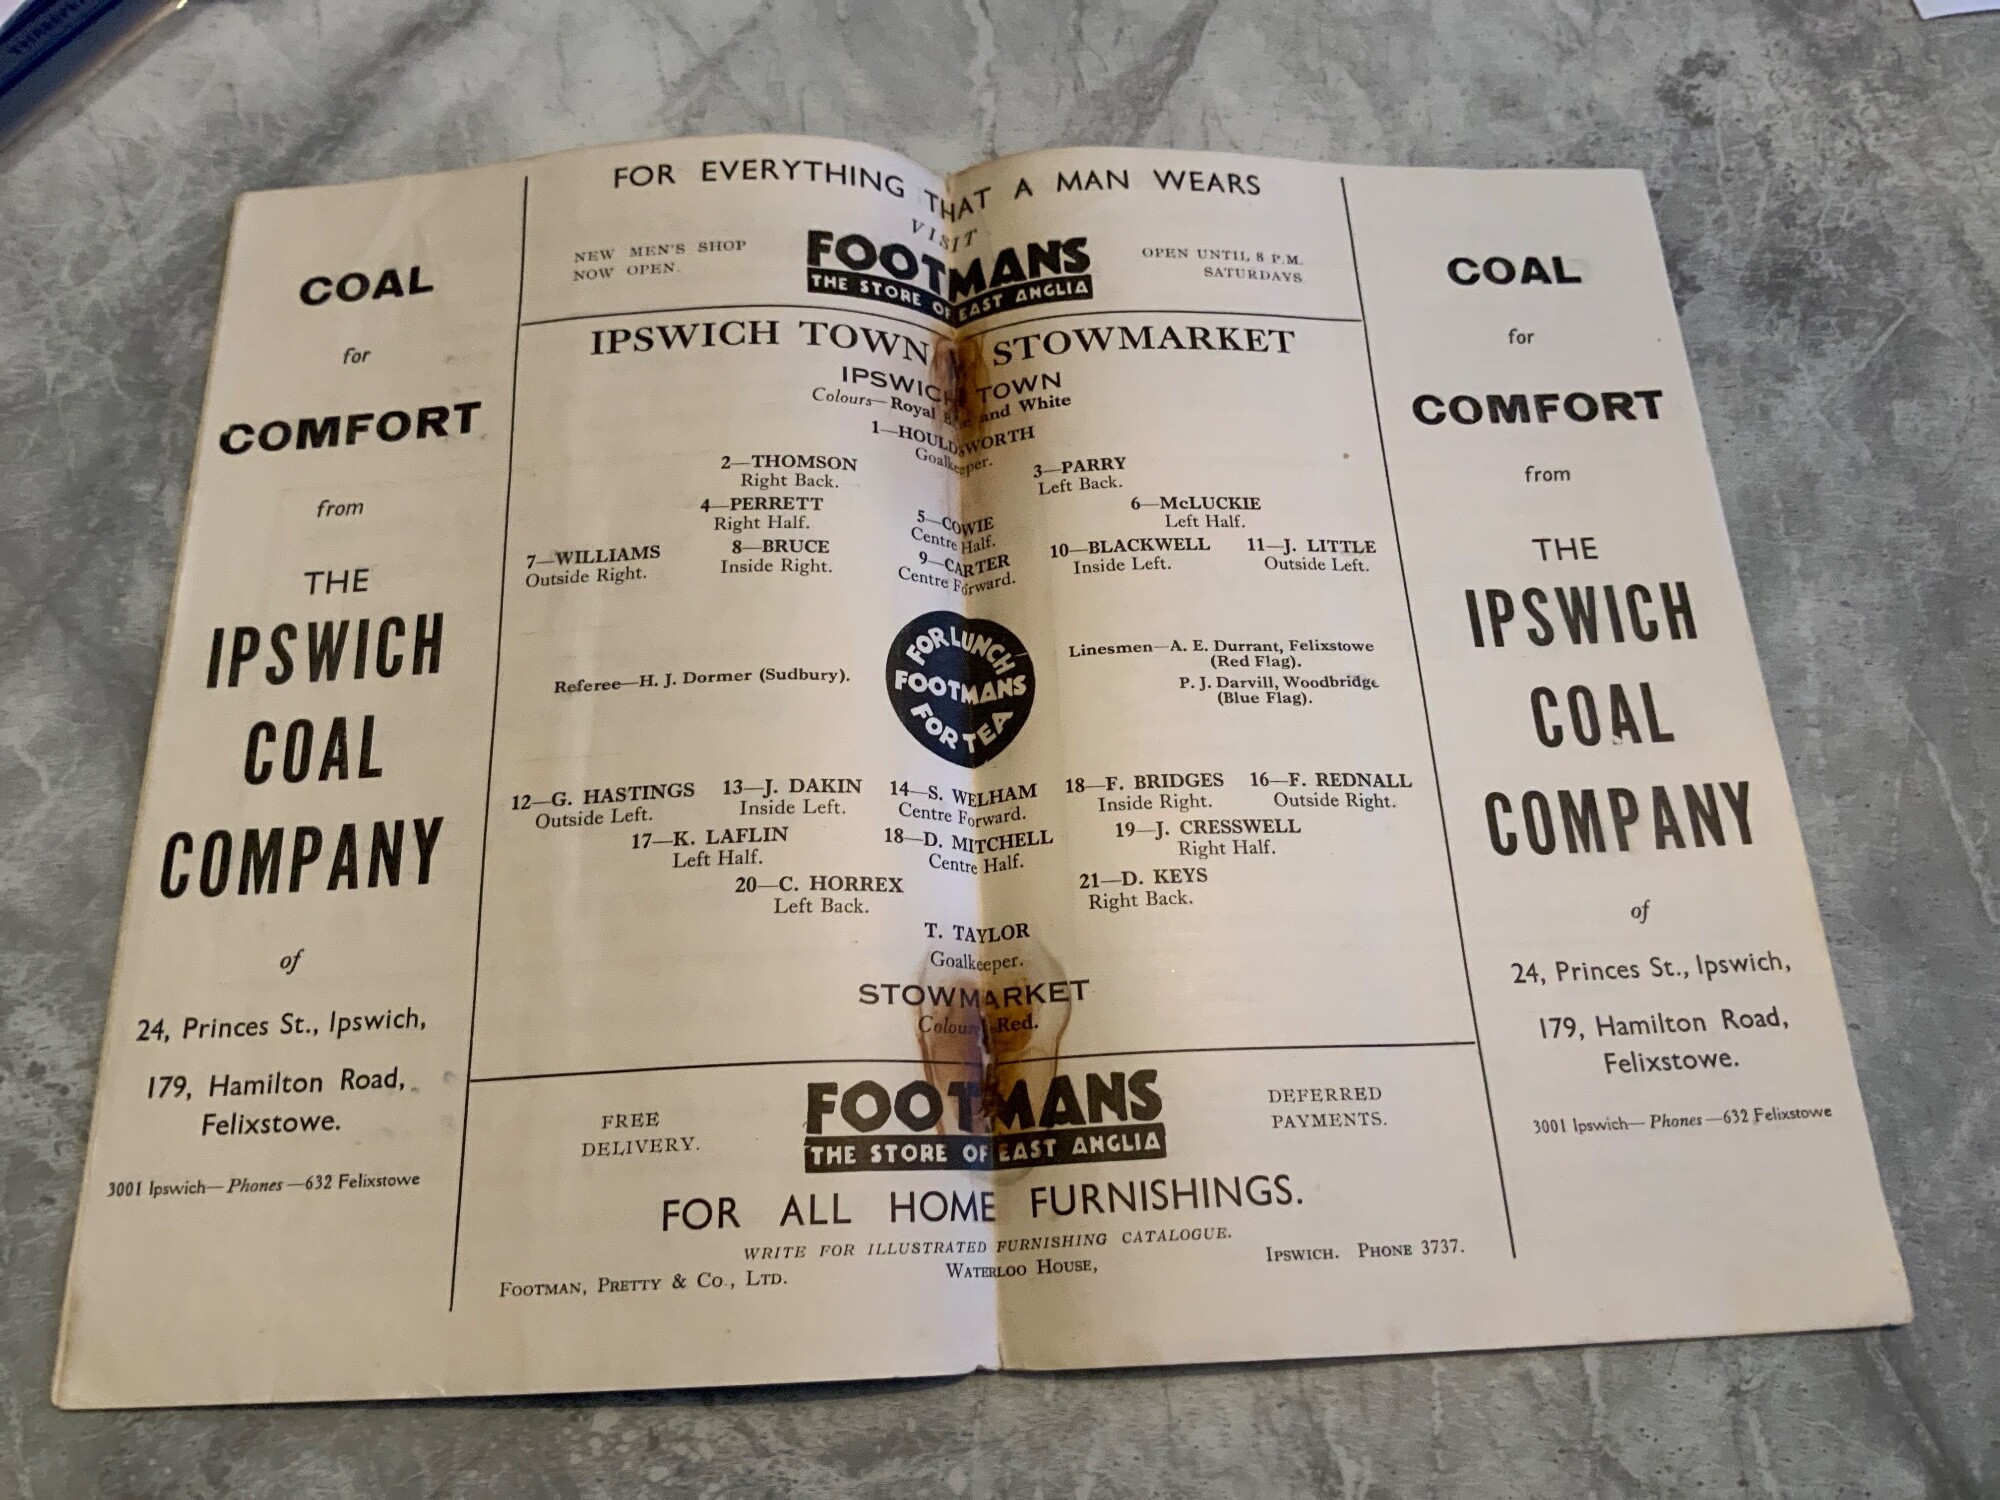 COAL
for
COMFORT
from
THE
IPSWICH
COAL
COMPANY
of
24, Princes St., Ipswich,
179, Hamilton Road,
Felixstowe.
3001 Ipswich—Phones—632 Felixstowe
FOR EVERYTHING THAT A MAN WEARS
VISIT
NEW MEN'S SHOP
NOW OPEN.
FOOTMANS
THE STORE OF EAST ANGLIA
OPEN UNTIL 8 P.M.
SATURDAYS
IPSWICH TOWN STOWMARKET
IPSWICH TOWN
Colours—Royal Blue and White
1—HOULDSWORTH
Goalkeeper.
2—THOMSON 3—PARRY
Right Back. Left Back.
4—PERRETT 5—COWIE 6—McLUCKIE
Right Half. Centre Half. Left Half.
7—WILLIAMS 8—BRUCE 9—CARTER 10—BLACKWELL 11—J. LITTLE
Outside Right. Inside Right. Centre Forward. Inside Left. Outside Left.
Referee—H. J. Dormer (Sudbury).
FOR LUNCH
FOOTMANS
FOR TEA
Linesmen—A. E. Durrant, Felixstowe
(Red Flag).
P. J. Darvill, Woodbridge
(Blue Flag).
12—G. HASTINGS 13—J. DAKIN 14—S. WELHAM 18—F. BRIDGES 16—F. REDNALL
Outside Left. Inside Left. Centre Forward. Inside Right. Outside Right.
17—K. LAFLIN 18—D. MITCHELL 19—J. CRESSWELL
Left Half. Centre Half. Right Half.
20—C. HORREX 21—D. KEYS
Left Back. Right Back.
T. TAYLOR
Goalkeeper.
STOWMARKET
Colours—Red.
FREE
DELIVERY.
FOOTMANS
THE STORE OF EAST ANGLIA
DEFERRED
PAYMENTS.
FOR ALL HOME FURNISHINGS.
WRITE FOR ILLUSTRATED FURNISHING CATALOGUE.
FOOTMAN, PRETTY & CO., LTD. WATERLOO HOUSE, IPSWICH. PHONE 3737.
COAL
for
COMFORT
from
THE
IPSWICH
COAL
COMPANY
of
24, Princes St., Ipswich,
179, Hamilton Road,
Felixstowe.
3001 Ipswich—Phones—632 Felixstowe